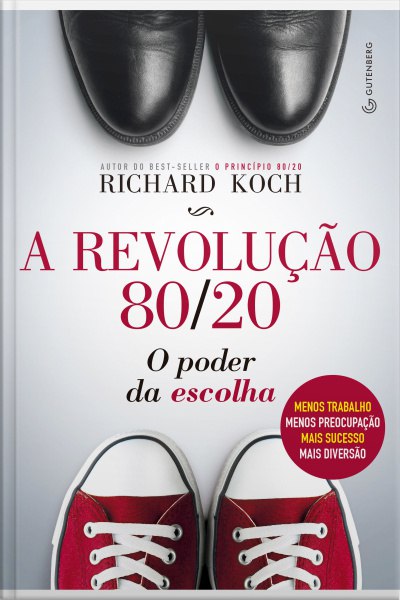 GUTENBERG
AUTOR DO BEST-SELLER O PRINCÍPIO 80/20
RICHARD KOCH
A REVOLUÇÃO
80/20
O poder
da escolha
MENOS TRABALHO
MENOS PREOCUPAÇÃO
MAIS SUCESSO
MAIS DIVERSÃO